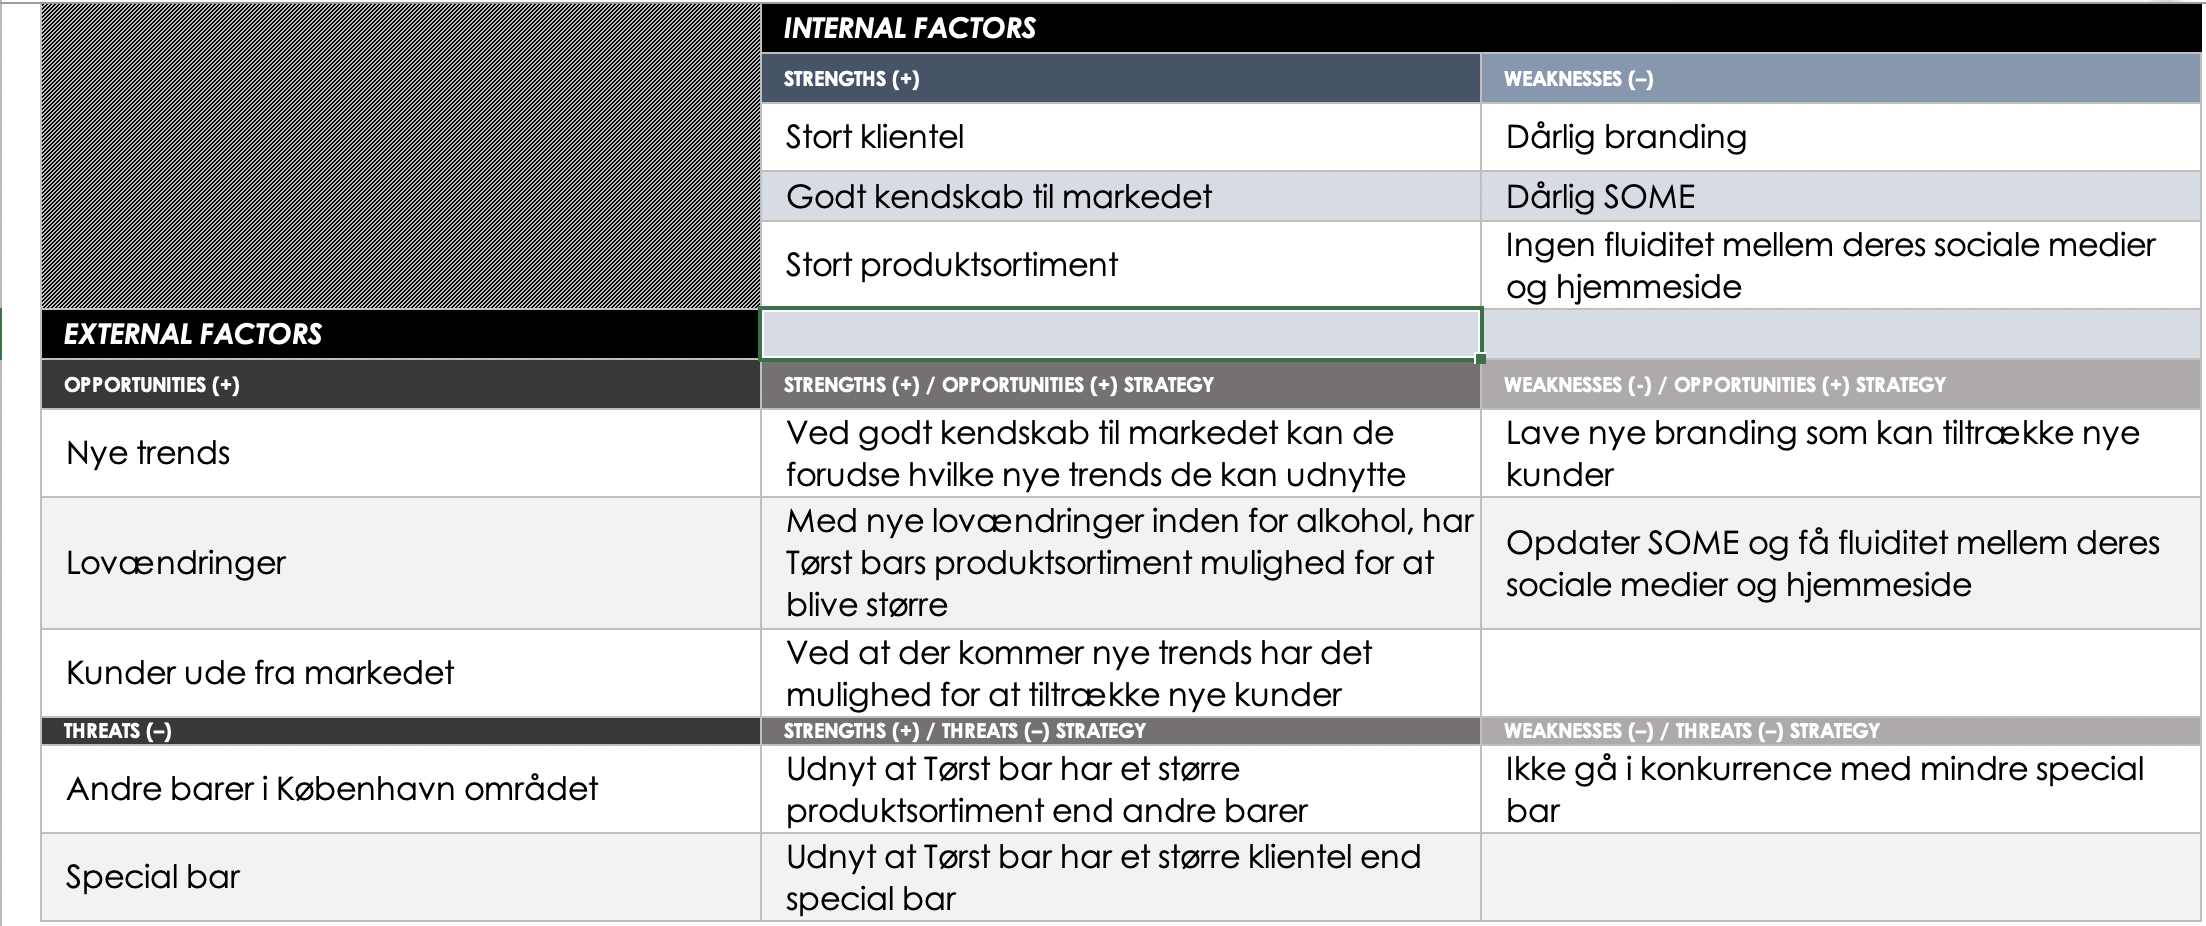 INTERNAL FACTORS
STRENGTHS (+)
WEAKNESSES (–)
Stort klientel
Dårlig branding
Godt kendskab til markedet
Dårlig SOME
Stort produktsortiment
Ingen fluiditet mellem deres sociale medier
og hjemmeside
EXTERNAL FACTORS
OPPORTUNITIES (+)
STRENGTHS (+) / OPPORTUNITIES (+) STRATEGY
WEAKNESSES (-) / OPPORTUNITIES (+) STRATEGY
Nye trends
Ved godt kendskab til markedet kan de
forudse hvilke nye trends de kan udnytte
Lave nye branding som kan tiltrække nye
kunder
Lovændringer
Med nye lovændringer inden for alkohol, har
Tørst bars produktsortiment mulighed for at
blive større
Opdater SOME og få fluiditet mellem deres
sociale medier og hjemmeside
Kunder ude fra markedet
Ved at der kommer nye trends har det
mulighed for at tiltrække nye kunder
THREATS (–)
STRENGTHS (+) / THREATS (–) STRATEGY
WEAKNESSES (–) / THREATS (–) STRATEGY
Andre barer i København området
Udnyt at Tørst bar har et større
produktsortiment end andre barer
Ikke gå i konkurrence med mindre special
bar
Special bar
Udnyt at Tørst bar har et større klientel end
special bar